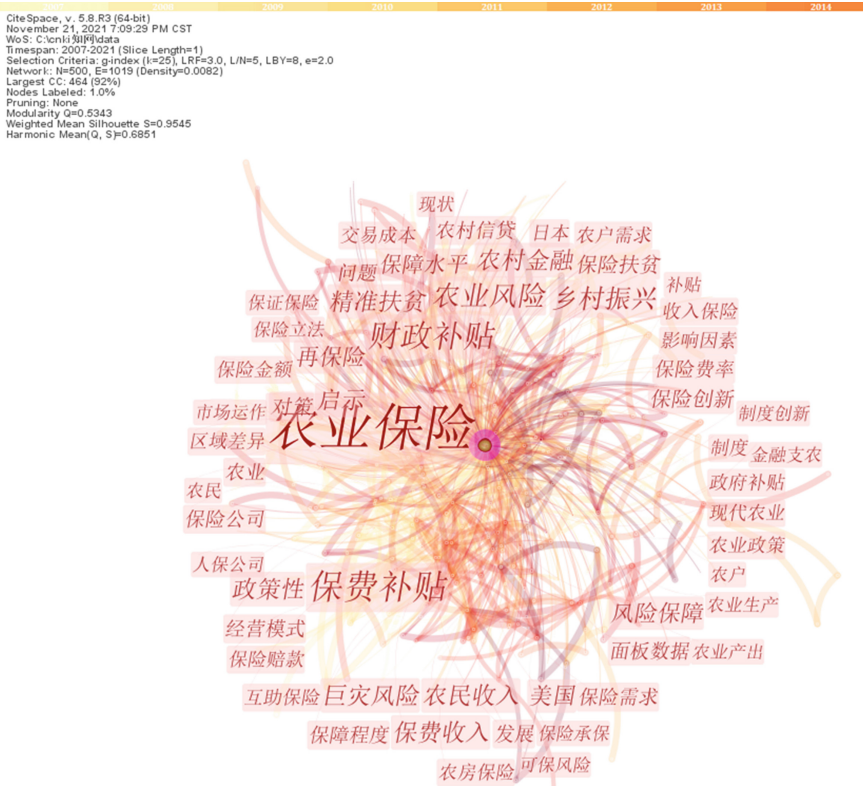 2007 2008 2009 2010 2011 2012 2013 2014
CiteSpace, v. 5.8.R3 (64-bit)
November 21, 2021 7:09:29 PM CST
WoS: C:\cnki知网\data
Timespan: 2007-2021 (Slice Length=1)
Selection Criteria: g-index (k=25), LRF=3.0, L/N=5, LBY=8, e=2.0
Network: N=500, E=1019 (Density=0.0082)
Largest CC: 464 (92%)
Nodes Labeled: 1.0%
Pruning: None
Modularity Q=0.5343
Weighted Mean Silhouette S=0.9545
Harmonic Mean(Q, S)=0.6851
现状
交易成本 农村信贷 日本 农户需求
问题 保障水平 农村金融 保险扶贫
保证保险 精准扶贫 农业风险 乡村振兴 补贴
收入保险
保险立法 财政补贴 影响因素
保险金额 再保险 保险费率
市场运作 对策 启示 保险创新 制度创新
区域差异 农业保险 制度 金融支农
农业 政府补贴
农民
保险公司 现代农业
农业政策
人保公司 农户
政策性 保费补贴
经营模式 风险保障 农业生产
保险赔款 面板数据 农业产出
互助保险 巨灾风险 农民收入 美国 保险需求
保障程度 保费收入 发展 保险承保
农房保险 可保风险